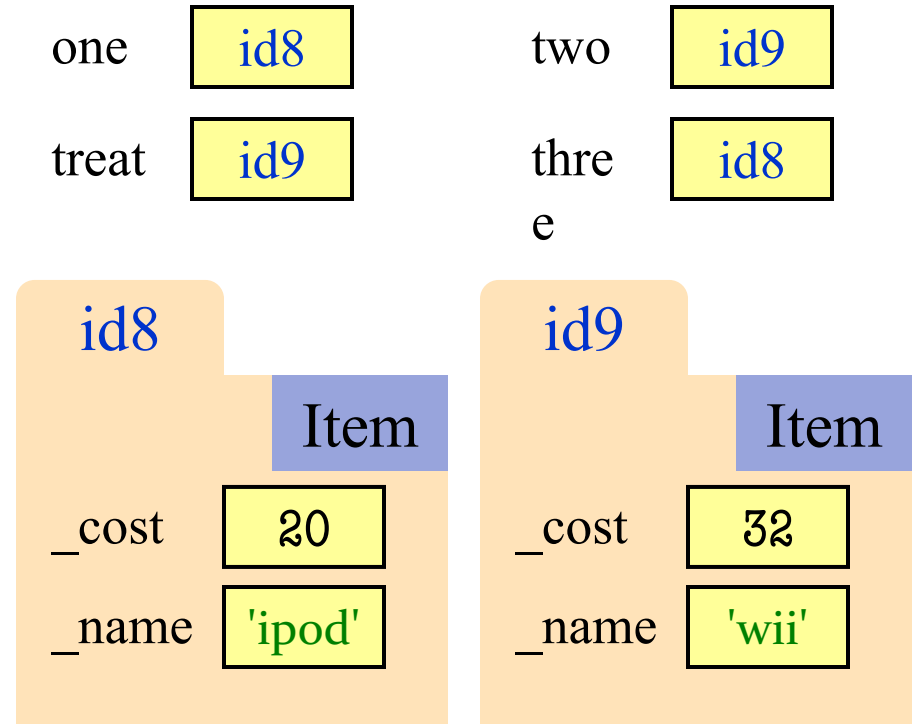 one id8 two id9
treat id9 thre id8
e
id8 id9
Item Item
_cost 20 _cost 32
_name 'ipod' _name 'wii'